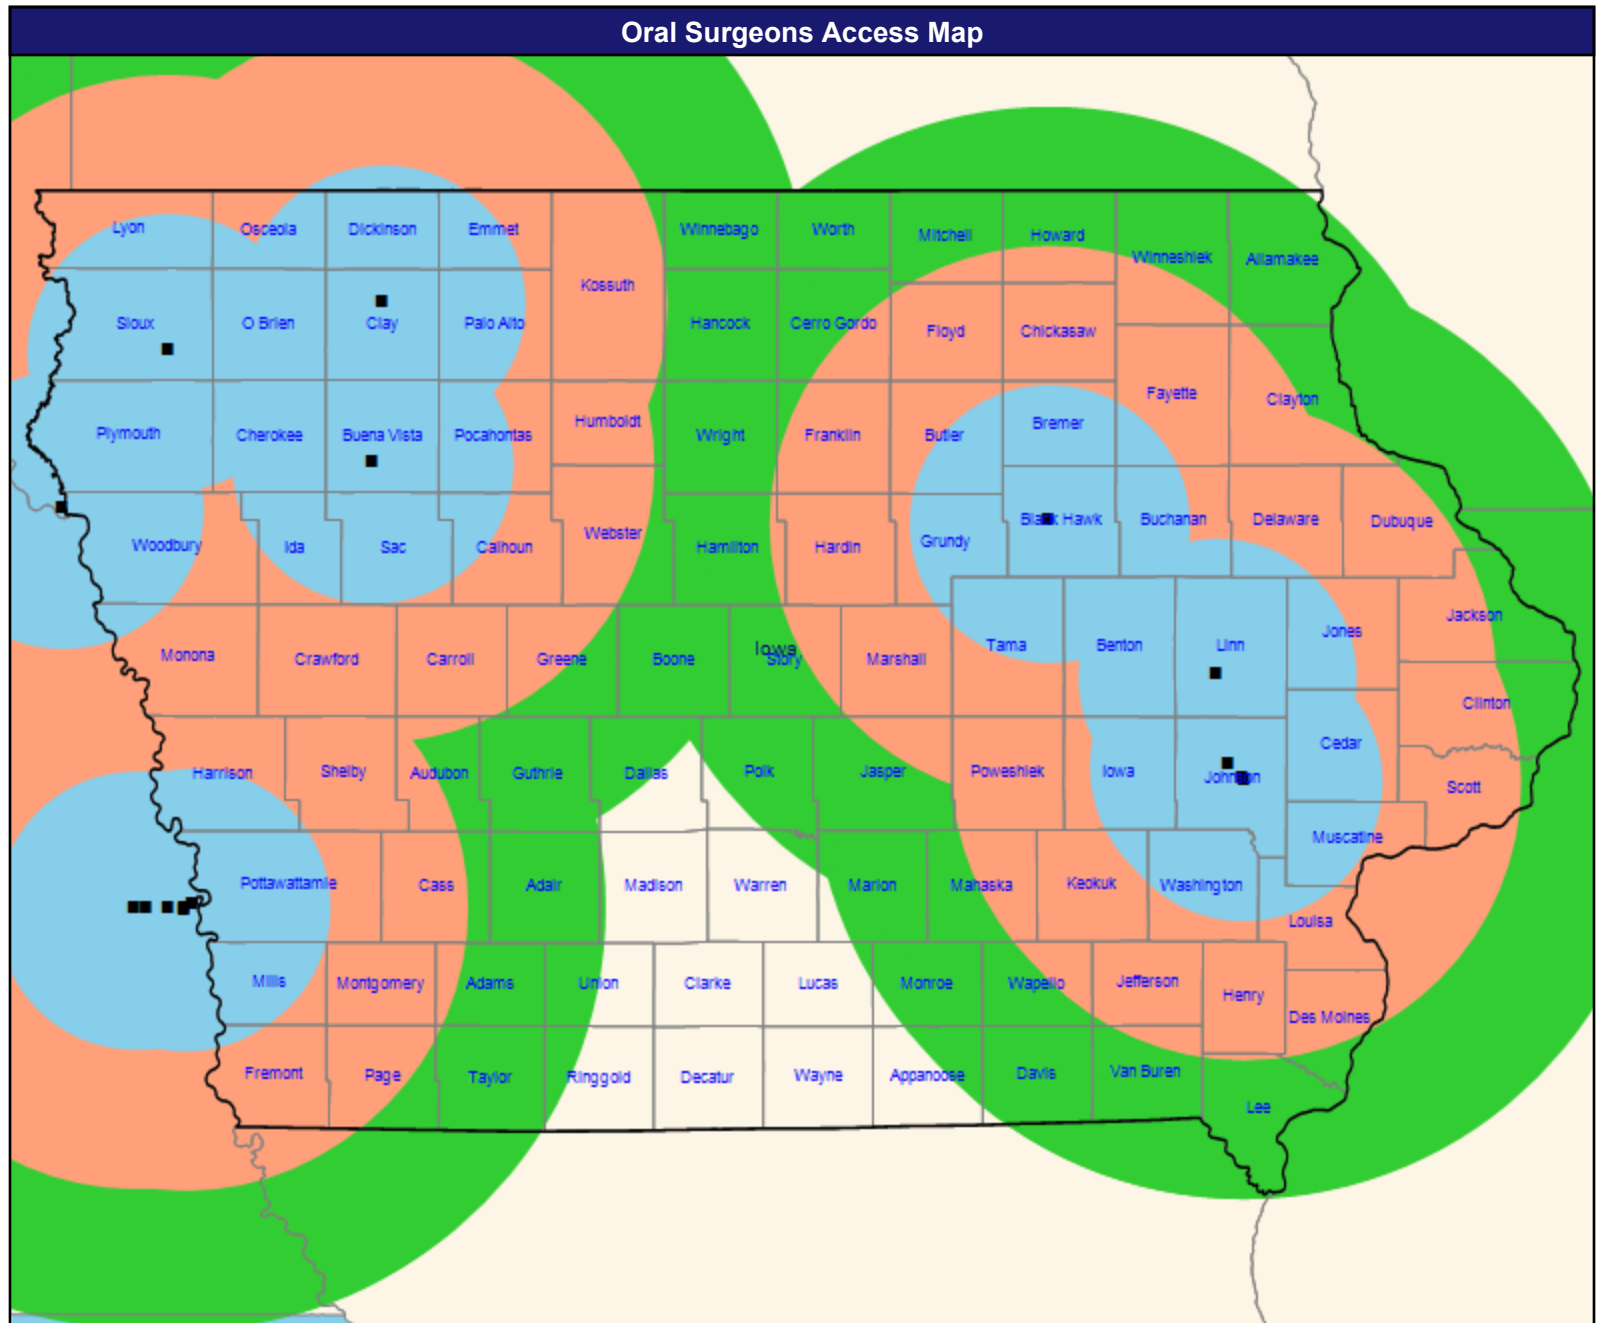 Oral Surgeons Access Map
Lyon Osceola Dickinson Emmet Winnebago Worth Mitchell Howard
Winneshiek Allamakee
Kossuth
Sioux O Brien Clay Palo Alto Hancock Cerro Gordo Floyd Chickasaw
Fayette Clayton
Plymouth Cherokee Buena Vista Pocahontas Humboldt Wright Franklin Butler Bremer
Woodbury Ida Sac Calhoun Webster Hamilton Hardin Grundy Black Hawk Buchanan Delaware Dubuque
Monona Crawford Carroll Greene Boone Iowa Story Marshall Tama Benton Linn Jones Jackson
Clinton
Harrison Shelby Audubon Guthrie Dallas Polk Jasper Poweshiek Iowa Johnson Cedar Scott
Muscatine
Pottawattamie Cass Adair Madison Warren Marion Mahaska Keokuk Washington
Louisa
Mills Montgomery Adams Union Clarke Lucas Monroe Wapello Jefferson Henry
Des Moines
Fremont Page Taylor Ringgold Decatur Wayne Appanoose Davis Van Buren
Lee